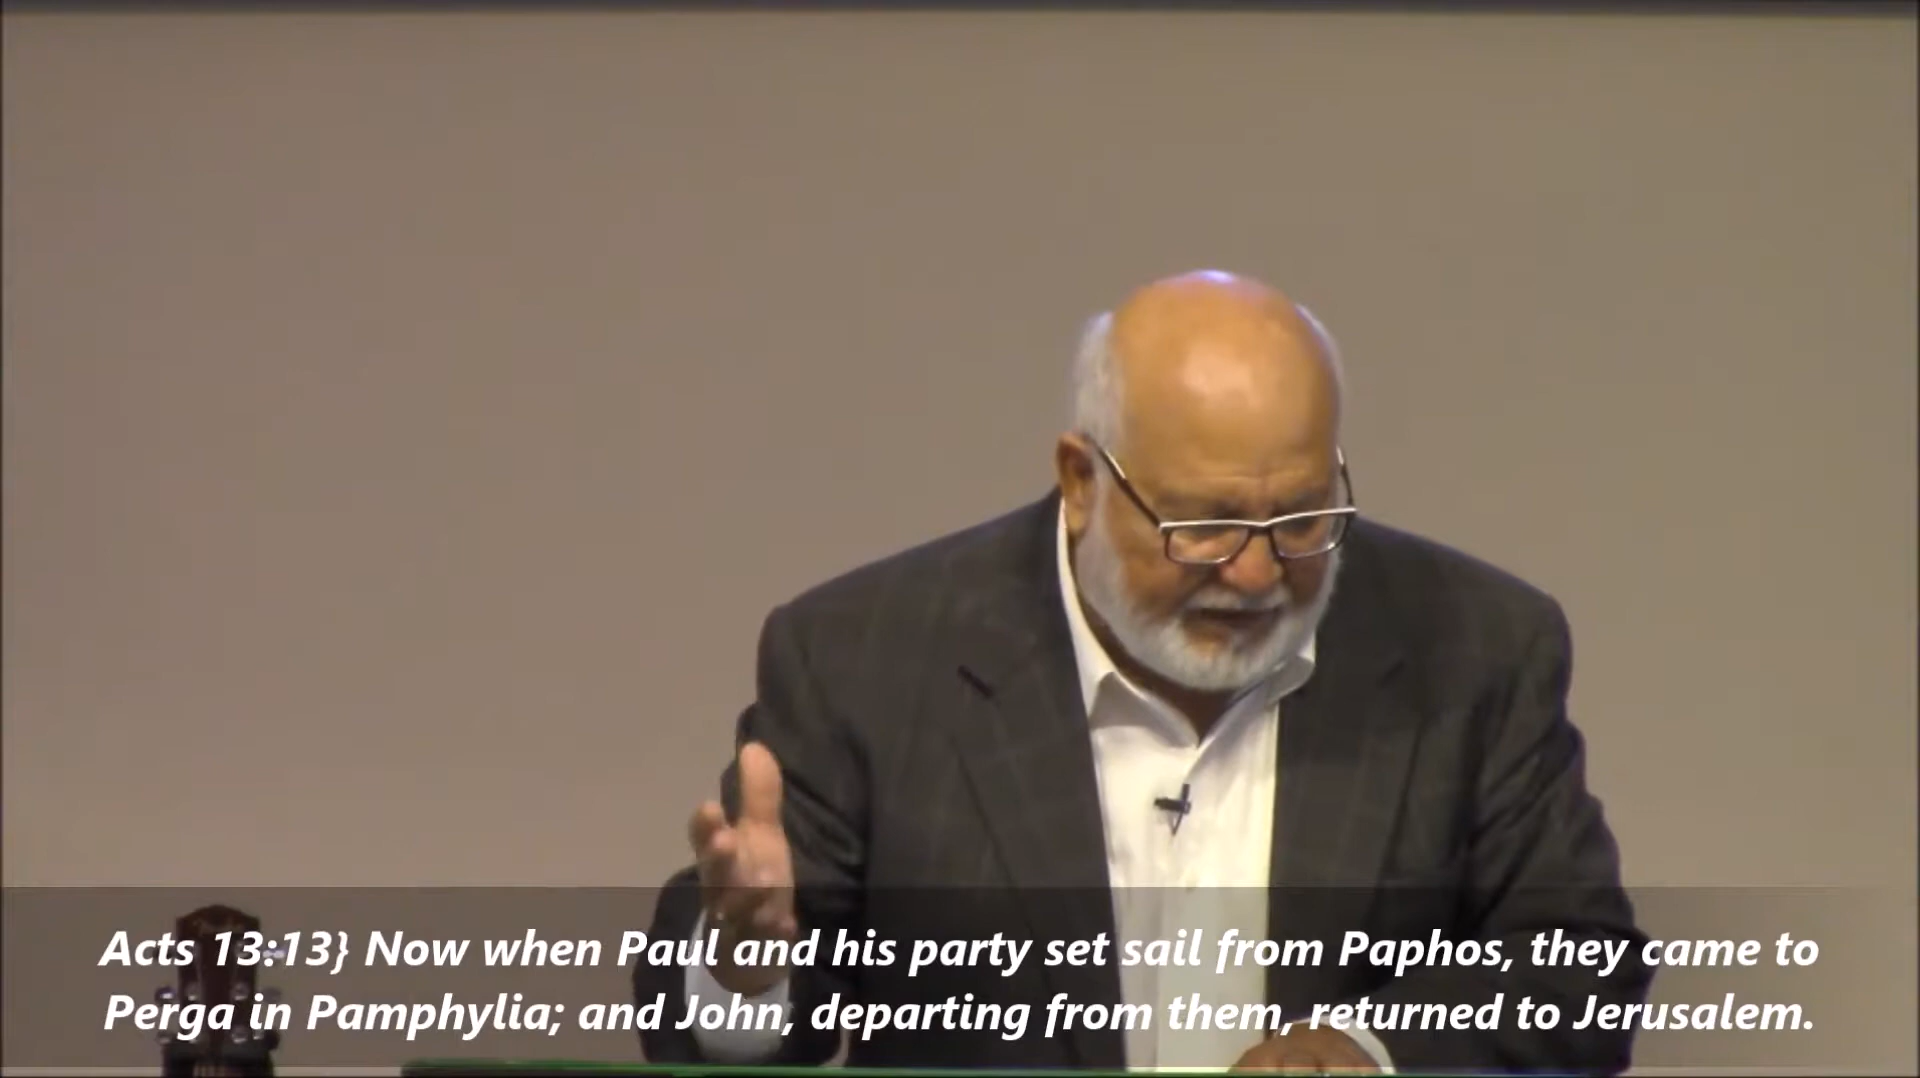 Acts 13:13} Now when Paul and his party set sail from Paphos, they came to
Perga in Pamphylia; and John, departing from them, returned to Jerusalem.